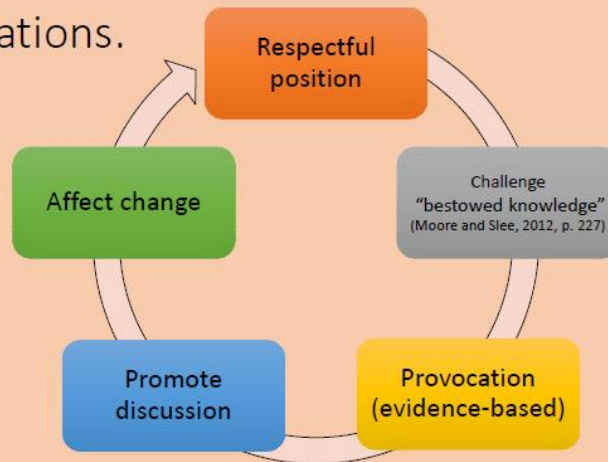 ations.
Respectful
position
Challenge
"bestowed knowledge"
(Moore and Slee, 2012, p. 227)
Provocation
(evidence-based)
Promote
discussion
Affect change